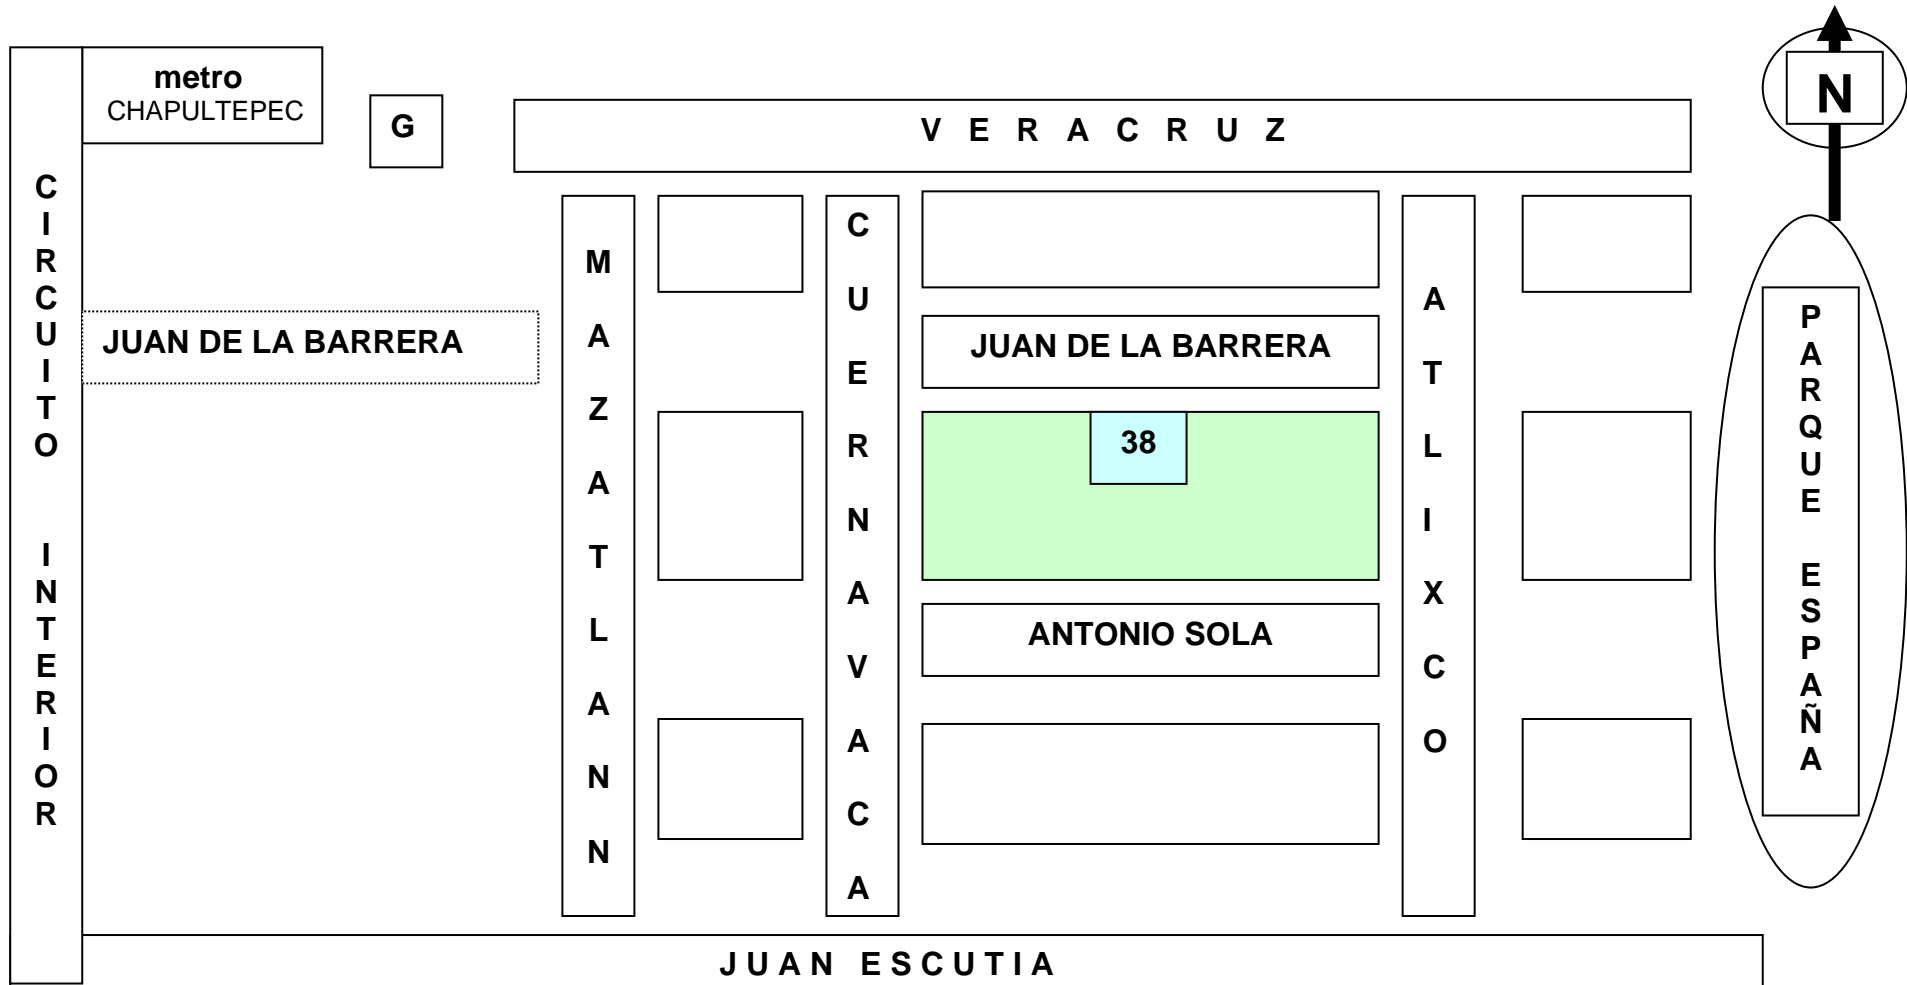 metro
CHAPULTEPEC
G
VERACRUZ
N
CIRCUITO INTERIOR
JUAN DE LA BARRERA
MAZATLANN
CUERNAVACA
JUAN DE LA BARRERA
38
ANTONIO SOLA
ATLIXCO
PARQUE ESPAÑA
JUAN ESCUTIA